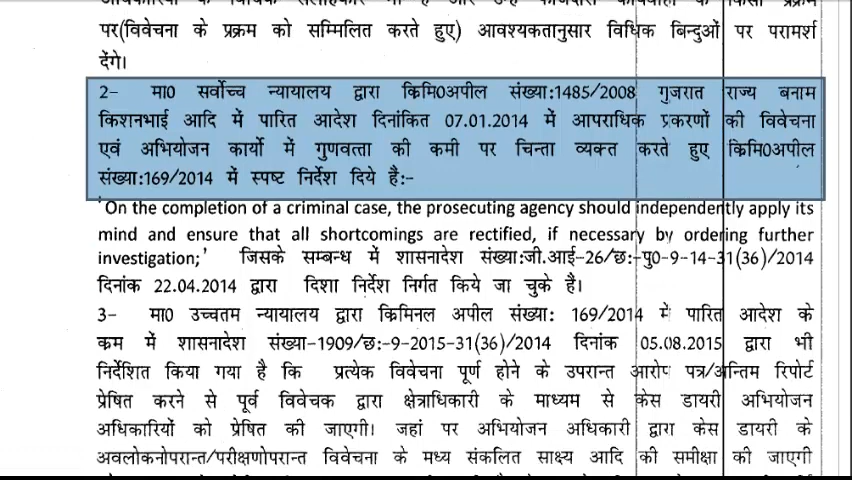 पर(विवेचना के प्रक्रम को सम्मिलित करते हुए) आवश्यकतानुसार विधिक बिन्दुओं पर परामर्श
देंगे।
2- मा0 सर्वोच्च न्यायालय द्वारा क्रिमि0अपील संख्या:1485/2008 गुजरात राज्य बनाम
किशनभाई आदि में पारित आदेश दिनांकित 07.01.2014 में आपराधिक प्रकरणों की विवेचना
एवं अभियोजन कार्यो में गुणवत्ता की कमी पर चिन्ता व्यक्त करते हुए क्रिमि0अपील
संख्या:169/2014 में स्पष्ट निर्देश दिये है:-
'On the completion of a criminal case, the prosecuting agency should independently apply its
mind and ensure that all shortcomings are rectified, if necessary by ordering further
investigation;' जिसके सम्बन्ध में शासनादेश संख्या:जी.आई-26/छ:-पु0-9-14-31(36)/2014
दिनांक 22.04.2014 द्वारा दिशा निर्देश निर्गत किये जा चुके है।
3- मा0 उच्चतम न्यायालय द्वारा क्रिमिनल अपील संख्या: 169/2014 में पारित आदेश के
क्रम में शासनादेश संख्या-1909/छ:-9-2015-31(36)/2014 दिनांक 05.08.2015 द्वारा भी
निर्देशित किया गया है कि प्रत्येक विवेचना पूर्ण होने के उपरान्त आरोप पत्र/अन्तिम रिपोर्ट
प्रेषित करने से पूर्व विवेचक द्वारा क्षेत्राधिकारी के माध्यम से केस डायरी अभियोजन
अधिकारियों को प्रेषित की जाएगी। जहां पर अभियोजन अधिकारी द्वारा केस डायरी के
अवलोकनोपरान्त/परीक्षणोपरान्त विवेचना के मध्य संकलित साक्ष्य आदि की समीक्षा की जाएगी